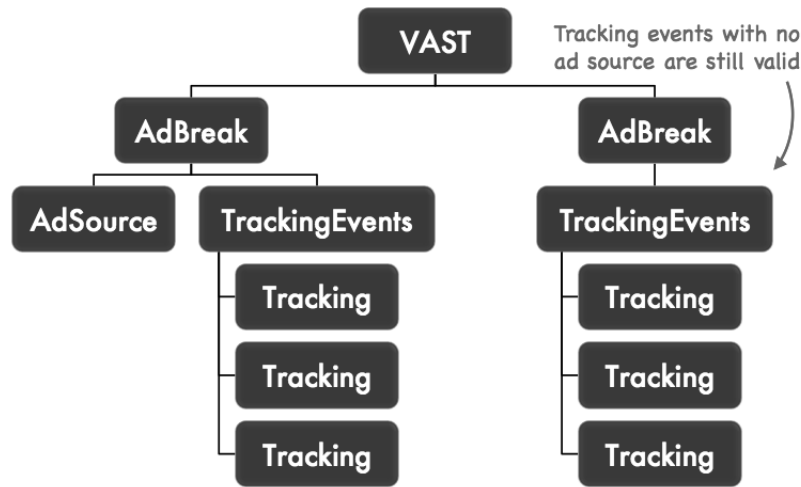 VAST
Tracking events with no
ad source are still valid
AdBreak
AdBreak
AdSource
TrackingEvents
TrackingEvents
Tracking
Tracking
Tracking
Tracking
Tracking
Tracking